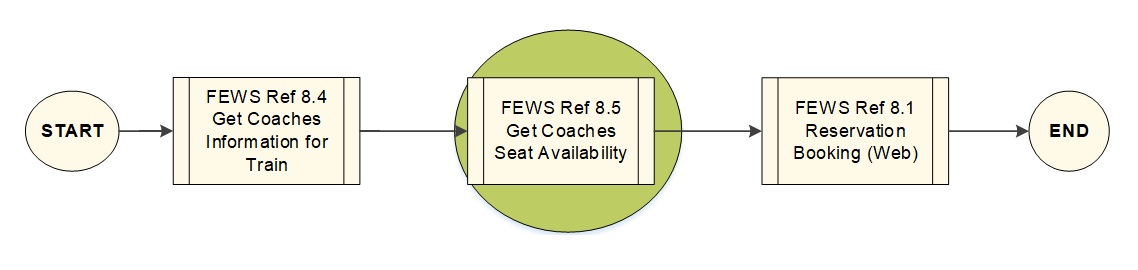 START
FEWS Ref 8.4
Get Coaches
Information for
Train
FEWS Ref 8.5
Get Coaches
Seat Availability
FEWS Ref 8.1
Reservation
Booking (Web)
END